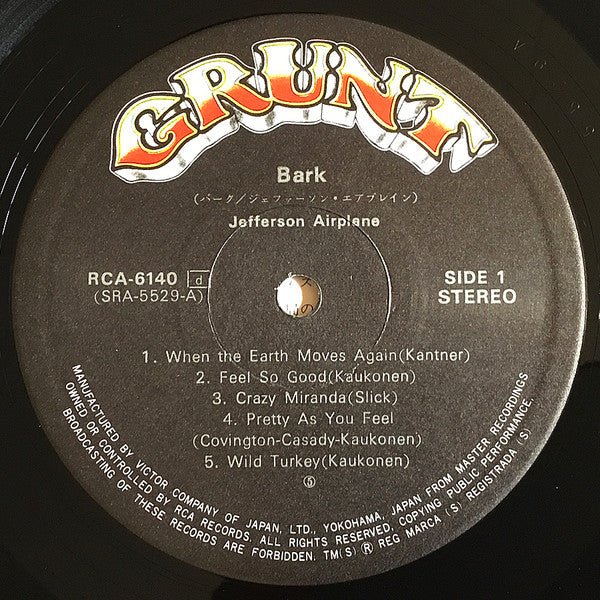 GRUNT
Bark
(バーク/ジェファーソン・エアプレイン)
Jefferson Airplane
RCA-6140 d
(SRA-5529-A)
SIDE 1
STEREO
1. When the Earth Moves Again(Kantner)
2. Feel So Good(Kaukonen)
3. Crazy Miranda(Slick)
4. Pretty As You Feel
(Covington-Casady-Kaukonen)
5. Wild Turkey(Kaukonen)
⑤
MANUFACTURED BY VICTOR COMPANY OF JAPAN, LTD., YOKOHAMA, JAPAN FROM MASTER RECORDINGS
OWNED OR CONTROLLED BY RCA RECORDS. ALL RIGHTS RESERVED. COPYING PUBLIC PERFORMANCE,
BROADCASTING OF THESE RECORDS ARE FORBIDDEN. TM(S) Ⓡ REG MARCA (S) REGISTRADA (S)